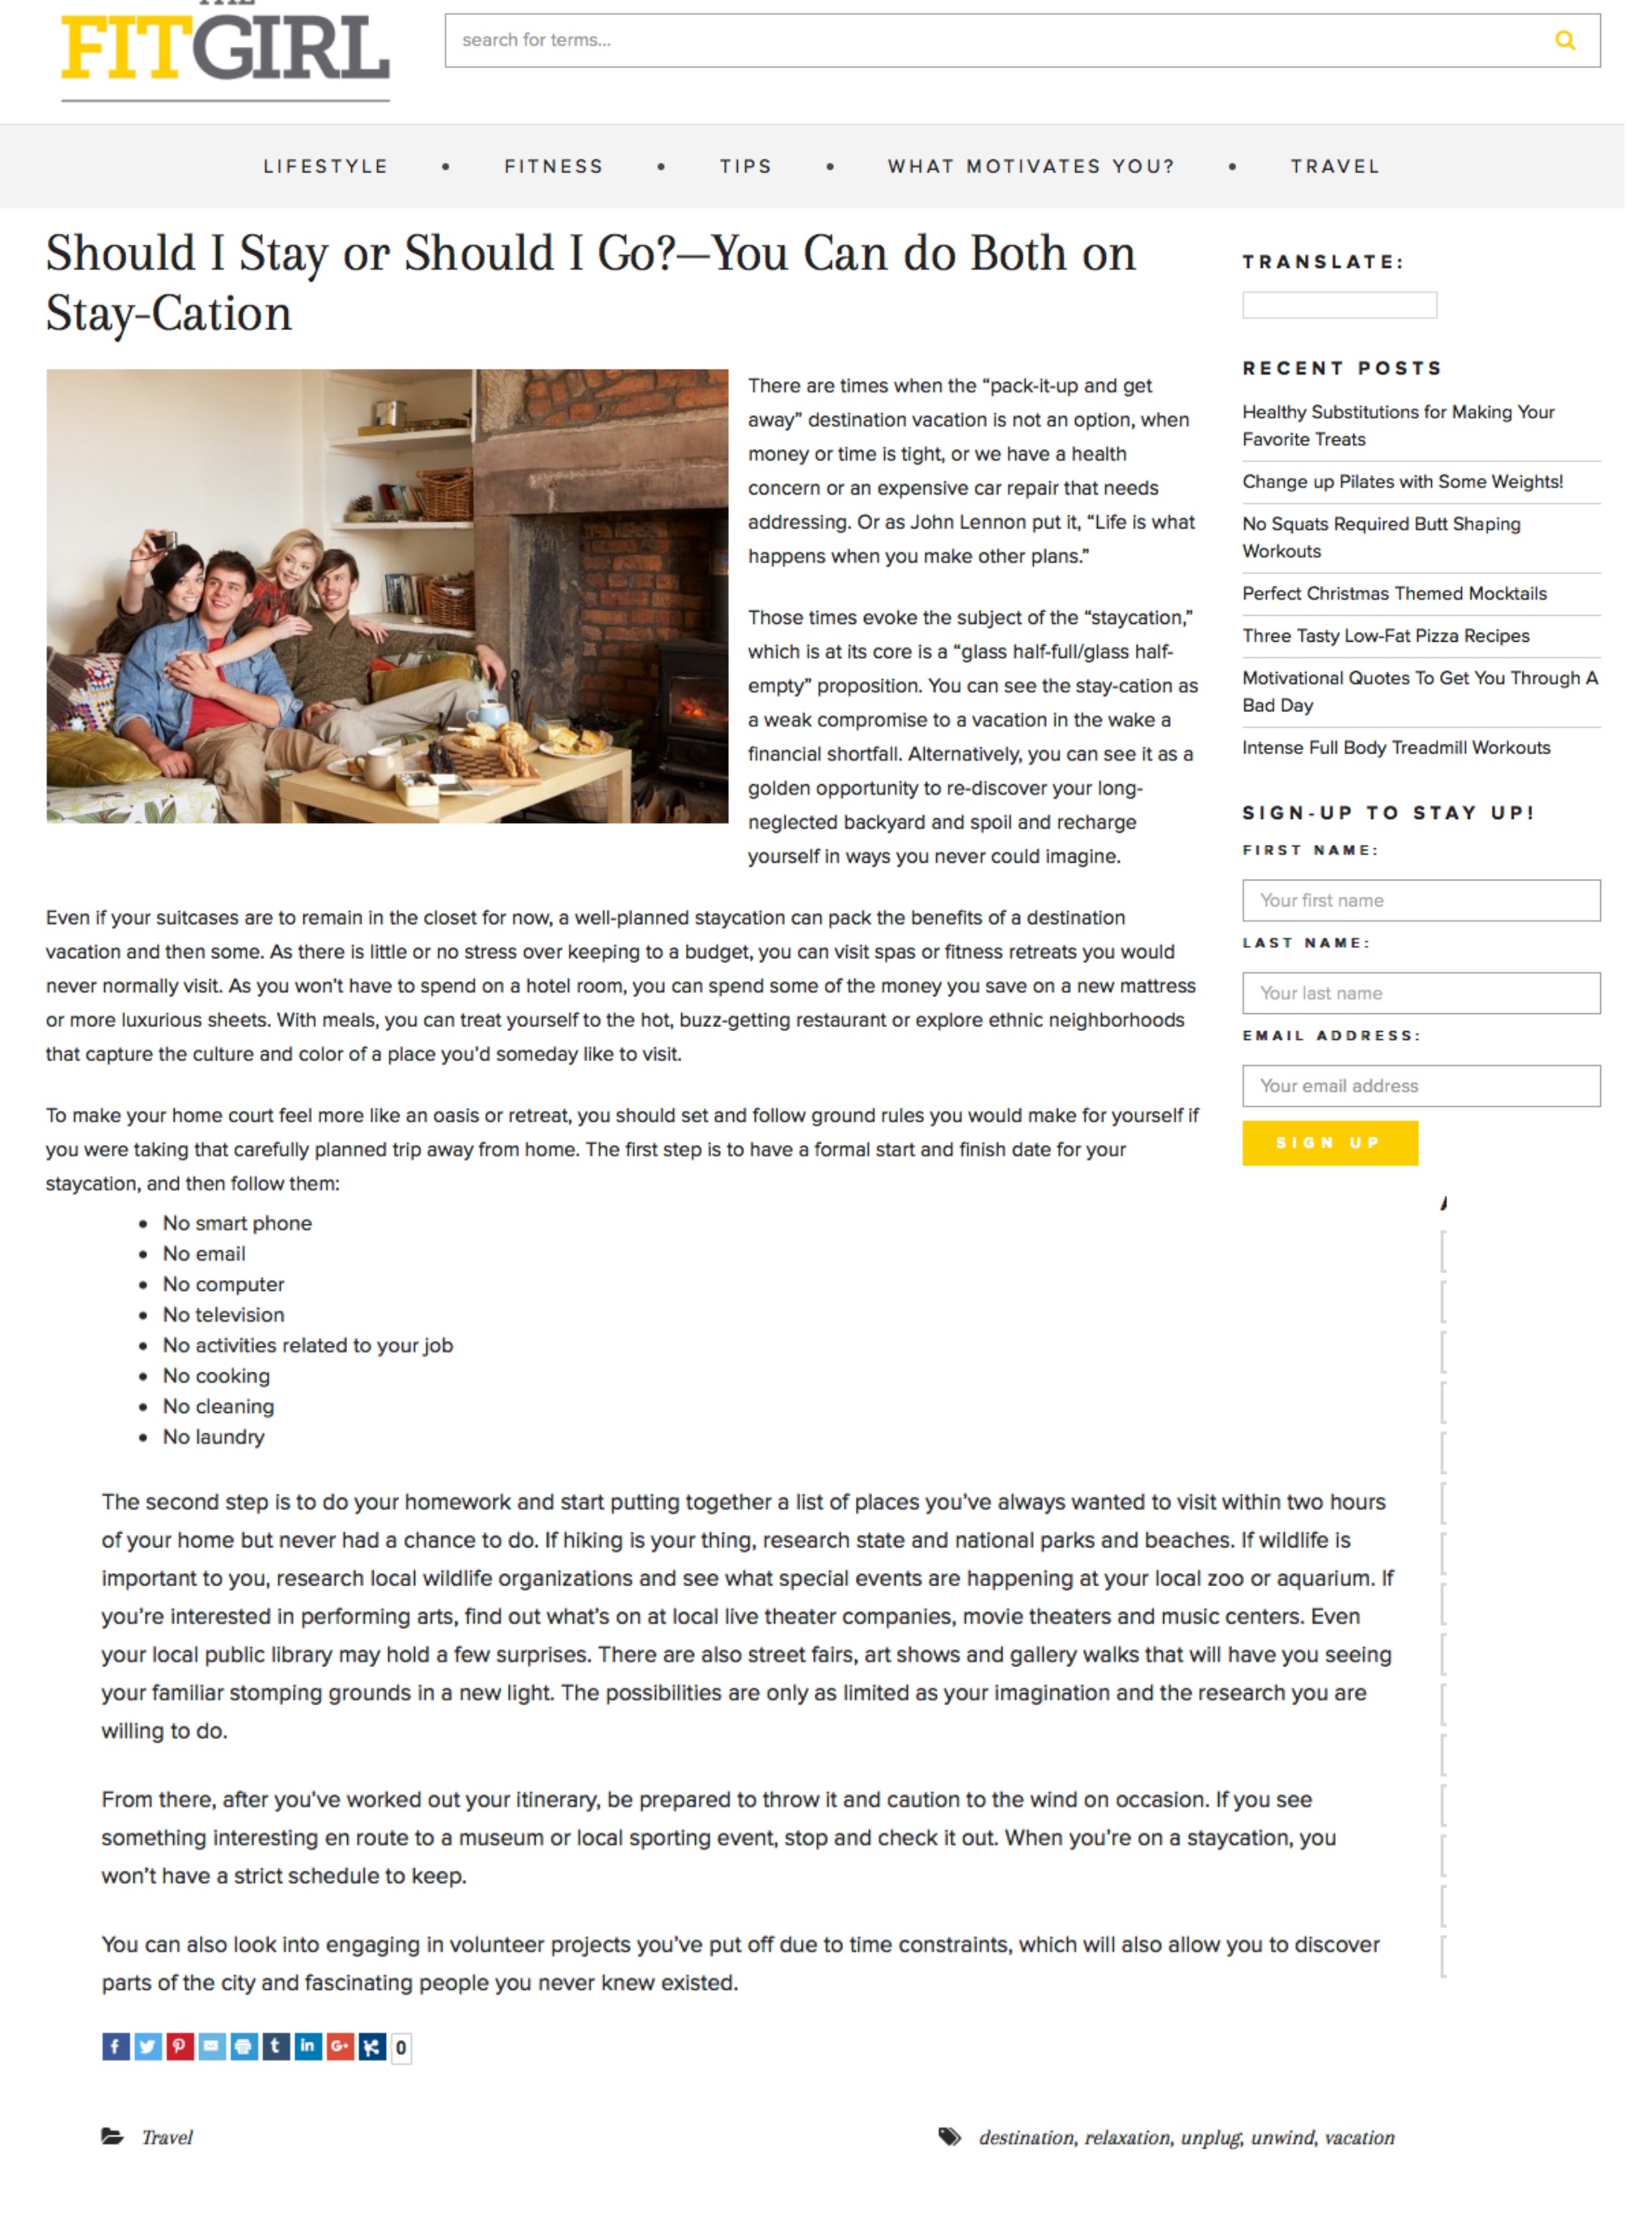 FITGIRL
search for terms...
LIFESTYLE • FITNESS • TIPS • WHAT MOTIVATES YOU? • TRAVEL
Should I Stay or Should I Go?—You Can do Both on
Stay-Cation
There are times when the “pack-it-up and get
away” destination vacation is not an option, when
money or time is tight, or we have a health
concern or an expensive car repair that needs
addressing. Or as John Lennon put it, “Life is what
happens when you make other plans.”
Those times evoke the subject of the “staycation,”
which is at its core is a “glass half-full/glass half-
empty” proposition. You can see the stay-cation as
a weak compromise to a vacation in the wake a
financial shortfall. Alternatively, you can see it as a
golden opportunity to re-discover your long-
neglected backyard and spoil and recharge
yourself in ways you never could imagine.
Even if your suitcases are to remain in the closet for now, a well-planned staycation can pack the benefits of a destination
vacation and then some. As there is little or no stress over keeping to a budget, you can visit spas or fitness retreats you would
never normally visit. As you won't have to spend on a hotel room, you can spend some of the money you save on a new mattress
or more luxurious sheets. With meals, you can treat yourself to the hot, buzz-getting restaurant or explore ethnic neighborhoods
that capture the culture and color of a place you'd someday like to visit.
To make your home court feel more like an oasis or retreat, you should set and follow ground rules you would make for yourself if
you were taking that carefully planned trip away from home. The first step is to have a formal start and finish date for your
staycation, and then follow them:
• No smart phone
• No email
• No computer
• No television
• No activities related to your job
• No cooking
• No cleaning
• No laundry
The second step is to do your homework and start putting together a list of places you've always wanted to visit within two hours
of your home but never had a chance to do. If hiking is your thing, research state and national parks and beaches. If wildlife is
important to you, research local wildlife organizations and see what special events are happening at your local zoo or aquarium. If
you're interested in performing arts, find out what's on at local live theater companies, movie theaters and music centers. Even
your local public library may hold a few surprises. There are also street fairs, art shows and gallery walks that will have you seeing
your familiar stomping grounds in a new light. The possibilities are only as limited as your imagination and the research you are
willing to do.
From there, after you've worked out your itinerary, be prepared to throw it and caution to the wind on occasion. If you see
something interesting en route to a museum or local sporting event, stop and check it out. When you're on a staycation, you
won't have a strict schedule to keep.
You can also look into engaging in volunteer projects you've put off due to time constraints, which will also allow you to discover
parts of the city and fascinating people you never knew existed.
0
Travel
destination, relaxation, unplug, unwind, vacation
TRANSLATE:
RECENT POSTS
Healthy Substitutions for Making Your
Favorite Treats
Change up Pilates with Some Weights!
No Squats Required Butt Shaping
Workouts
Perfect Christmas Themed Mocktails
Three Tasty Low-Fat Pizza Recipes
Motivational Quotes To Get You Through A
Bad Day
Intense Full Body Treadmill Workouts
SIGN-UP TO STAY UP!
FIRST NAME:
Your first name
LAST NAME:
Your last name
EMAIL ADDRESS:
Your email address
SIGN UP